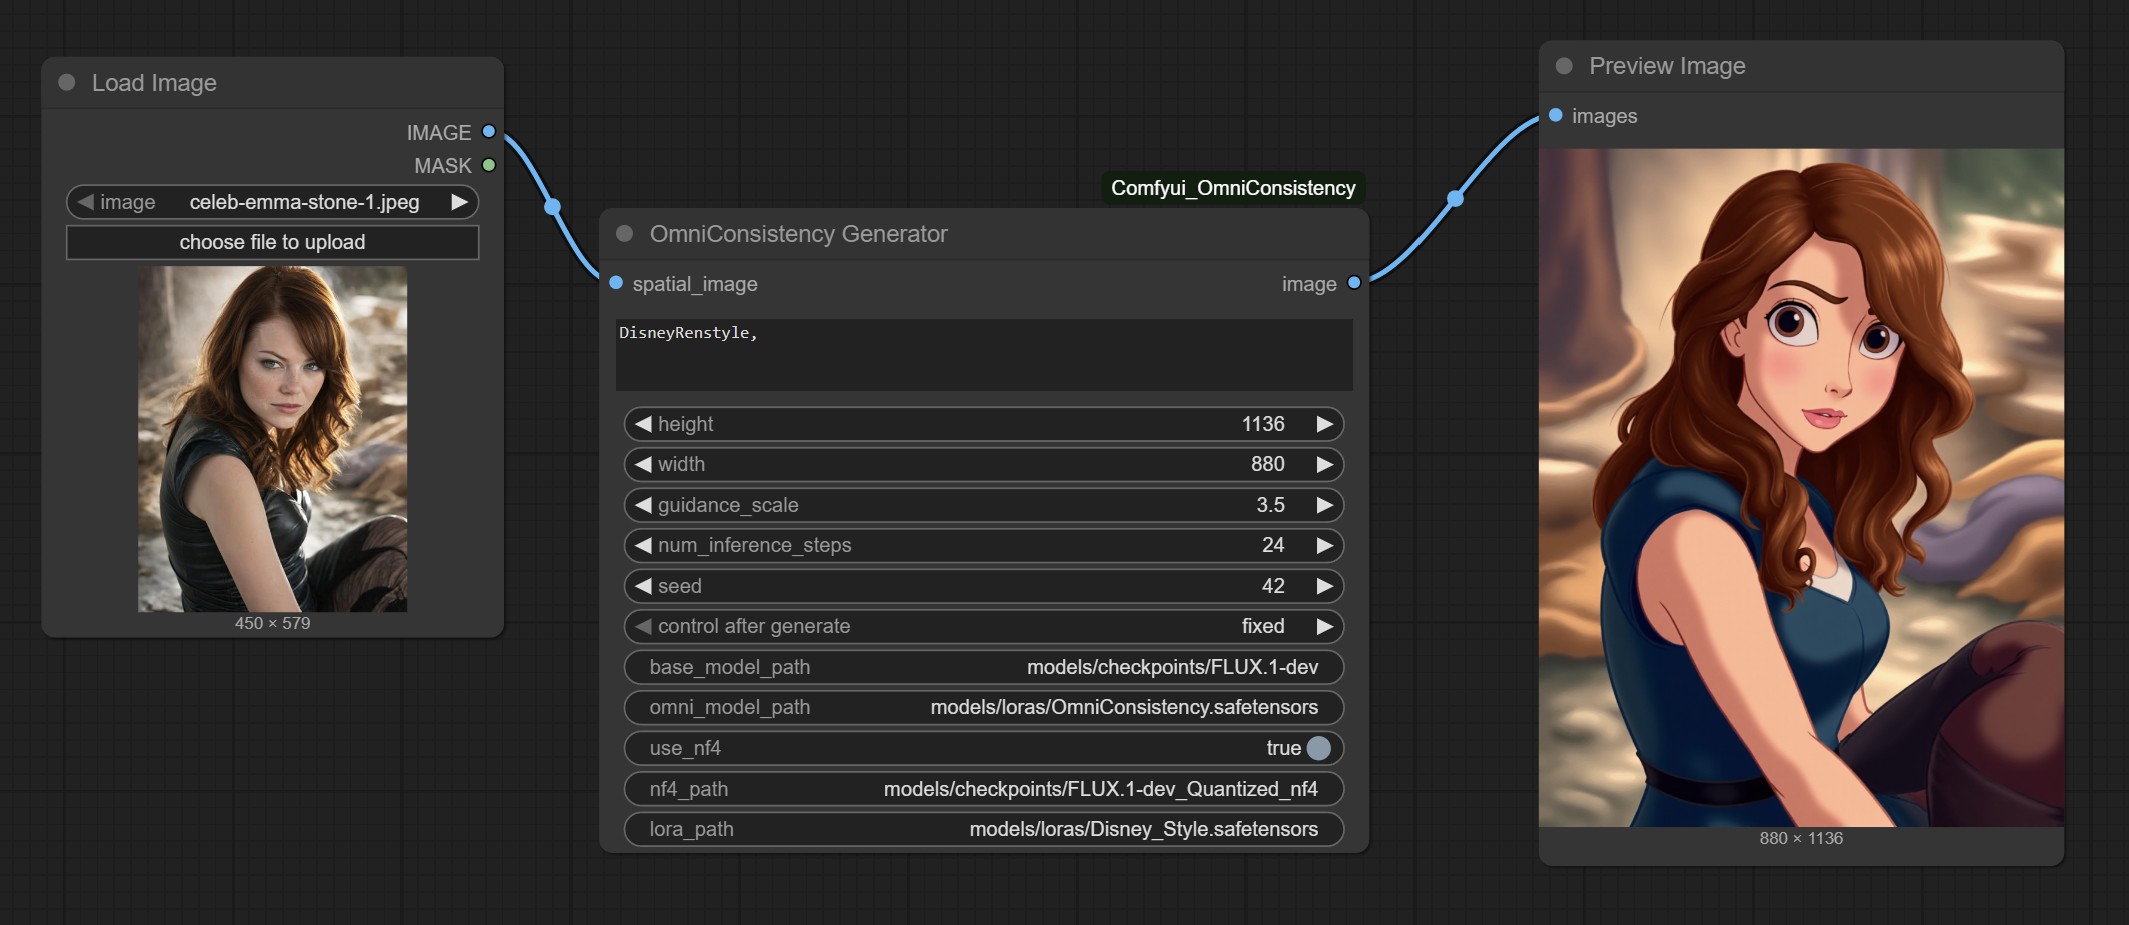 Load Image
IMAGE
MASK
image celeb-emma-stone-1.jpeg
choose file to upload
450 × 579
Comfyui_OmniConsistency
OmniConsistency Generator
spatial_image image
DisneyRenstyle,
height 1136
width 880
guidance_scale 3.5
num_inference_steps 24
seed 42
control after generate fixed
base_model_path models/checkpoints/FLUX.1-dev
omni_model_path models/loras/OmniConsistency.safetensors
use_nf4 true
nf4_path models/checkpoints/FLUX.1-dev_Quantized_nf4
lora_path models/loras/Disney_Style.safetensors
Preview Image
images
880 × 1136